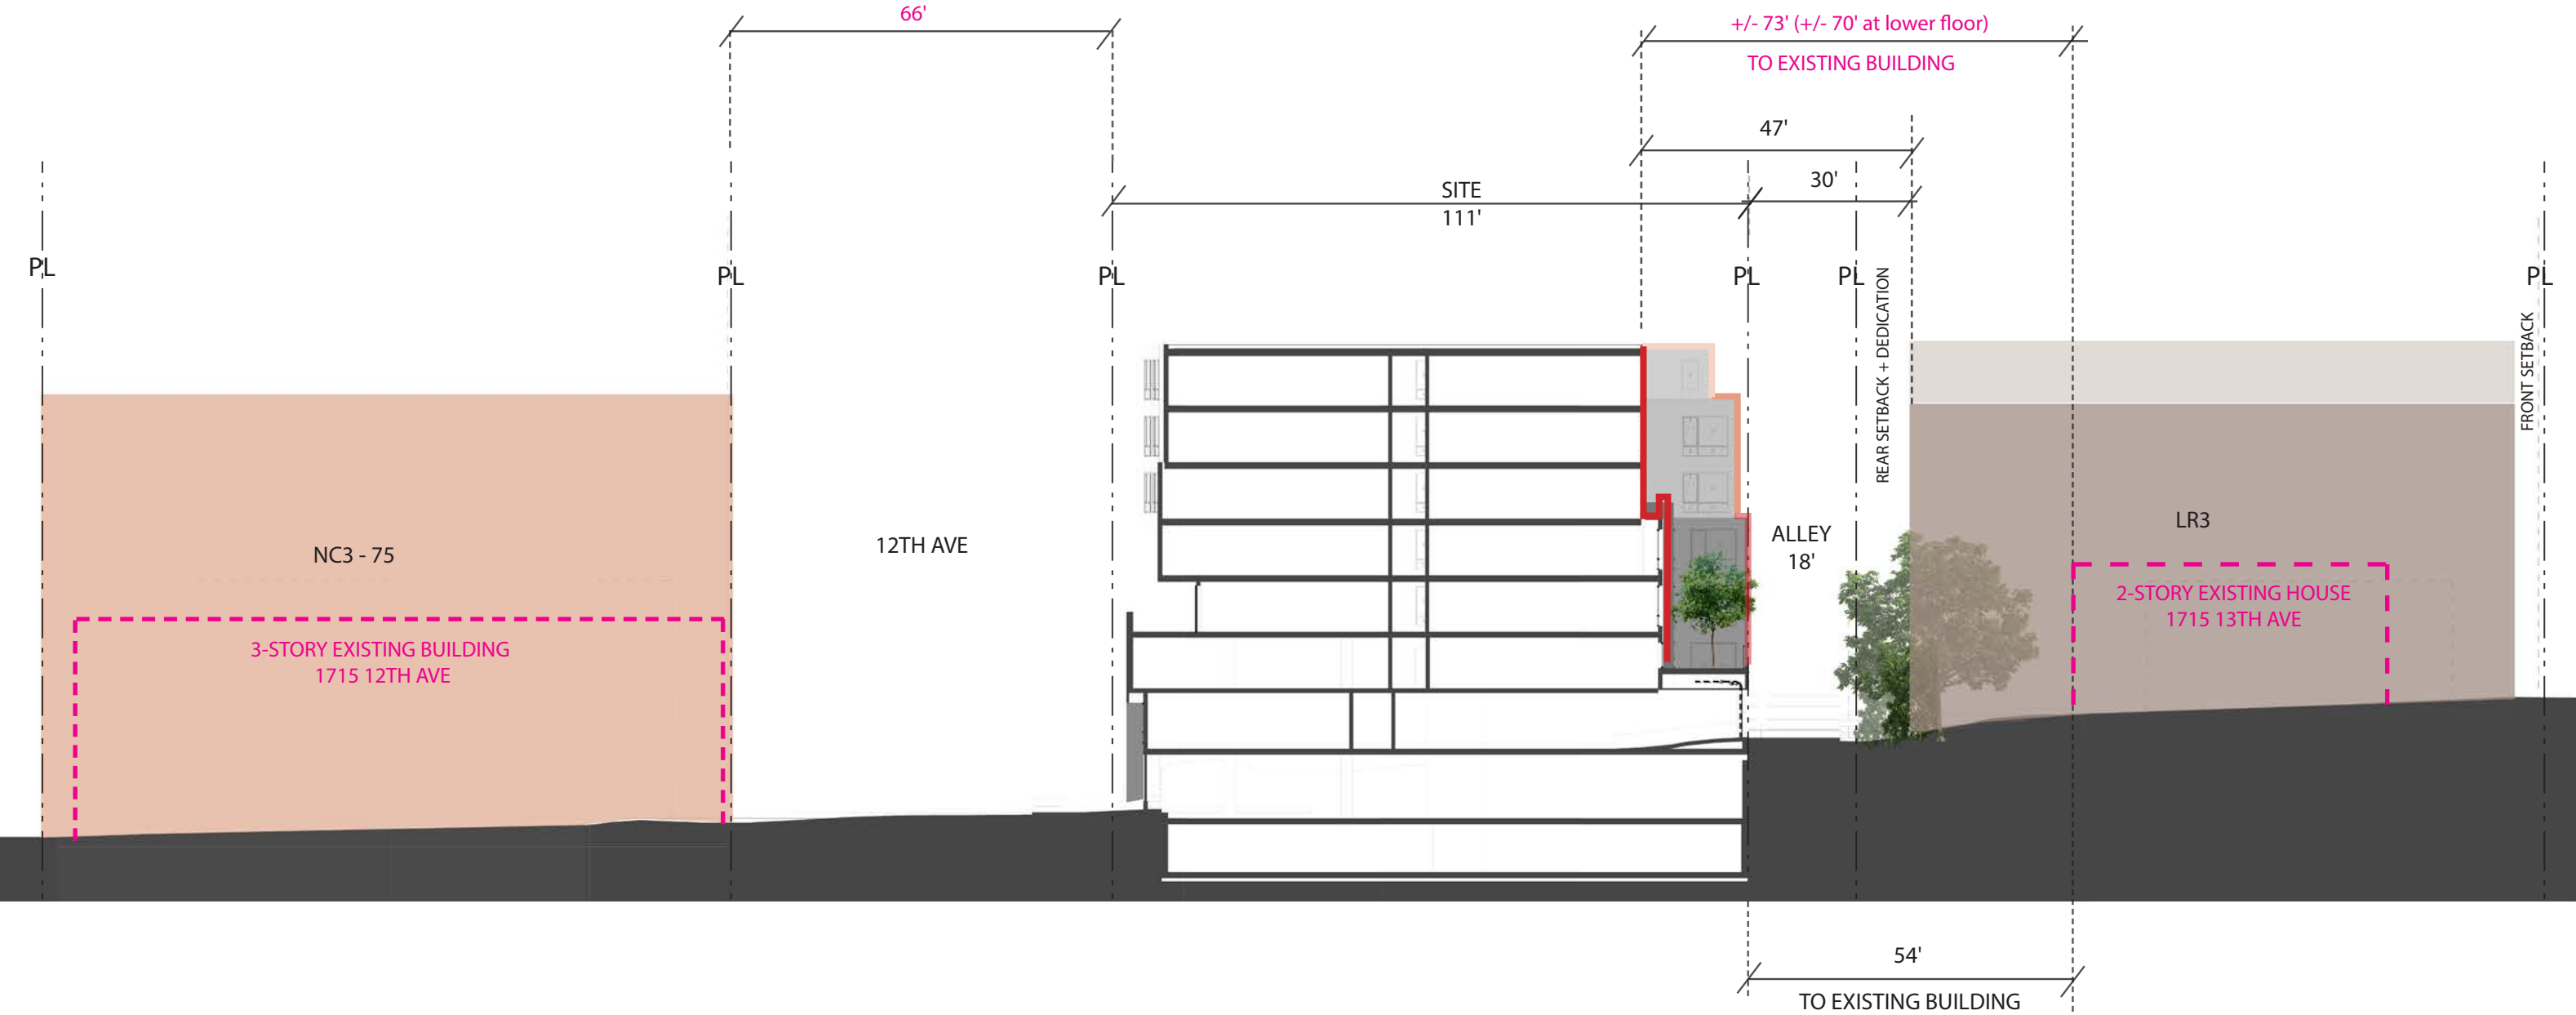 66'
+/- 73' (+/- 70' at lower floor)
TO EXISTING BUILDING
47'
30'
SITE
111'
PL
PL
PL
PL
PL
PL
REAR SETBACK + DEDICATION
FRONT SETBACK
NC3 - 75
12TH AVE
ALLEY
18'
LR3
3-STORY EXISTING BUILDING
1715 12TH AVE
2-STORY EXISTING HOUSE
1715 13TH AVE
54'
TO EXISTING BUILDING